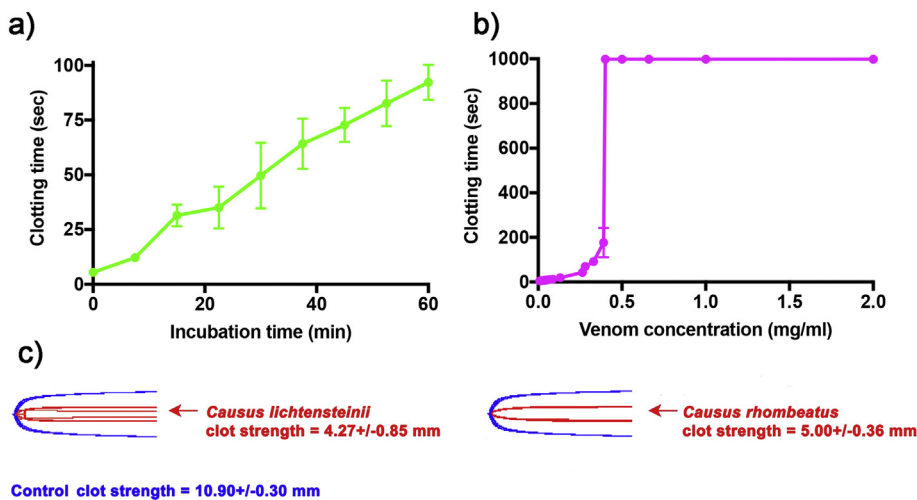 a)
100
75
50
25
0
Clotting time (sec)
0 20 40 60
Incubation time (min)
b)
1000
800
600
400
200
0
Clotting time (sec)
0.0 0.5 1.0 1.5 2.0
Venom concentration (mg/ml)
c)
Causus lichtensteinii
clot strength = 4.27+/-0.85 mm
Causus rhombeatus
clot strength = 5.00+/-0.36 mm
Control clot strength = 10.90+/-0.30 mm